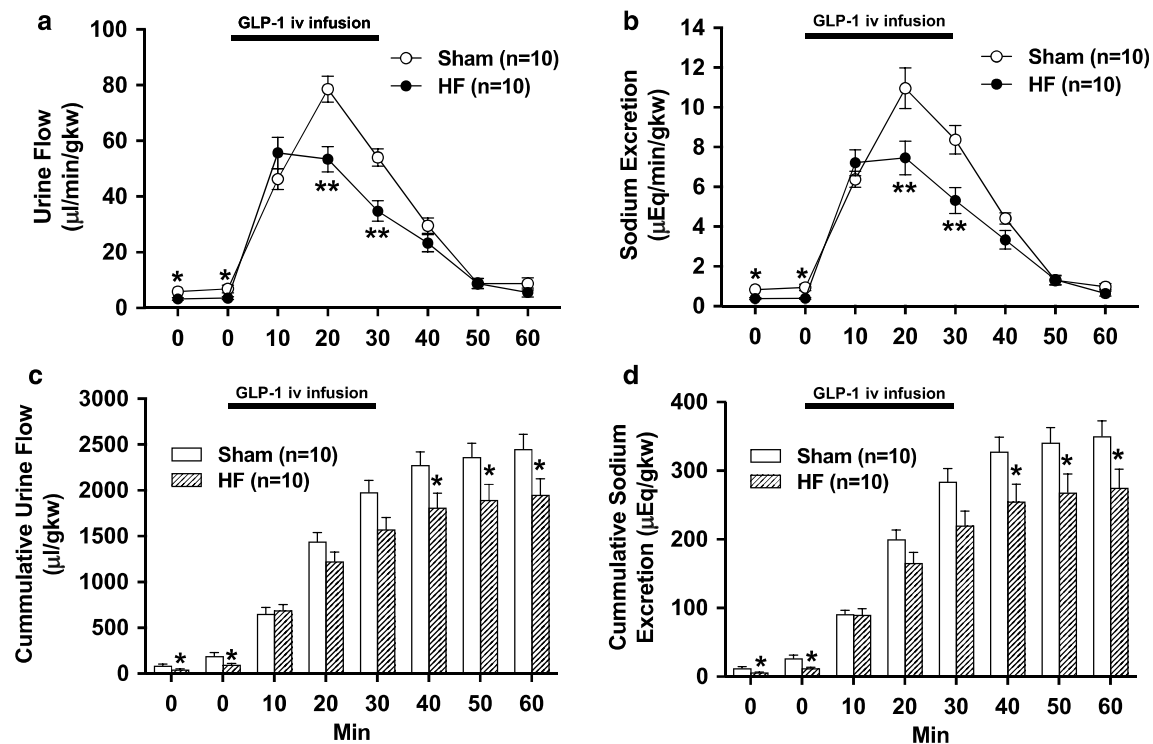 a
GLP-1 iv infusion
Urine Flow
(µl/min/gkw)
100
80
60
40
20
0
Sham (n=10)
HF (n=10)
* * ** **
0 0 10 20 30 40 50 60
b
GLP-1 iv infusion
Sodium Excretion
(µEq/min/gkw)
14
12
10
8
6
4
2
0
Sham (n=10)
HF (n=10)
* * ** **
0 0 10 20 30 40 50 60
c
GLP-1 iv infusion
Cummulative Urine Flow
(µl/gkw)
3000
2500
2000
1500
1000
500
0
Sham (n=10)
HF (n=10)
* * * * *
0 0 10 20 30 40 50 60
Min
d
GLP-1 iv infusion
Cummulative Sodium
Excretion (µEq/gkw)
400
300
200
100
0
Sham (n=10)
HF (n=10)
* * * * *
0 0 10 20 30 40 50 60
Min